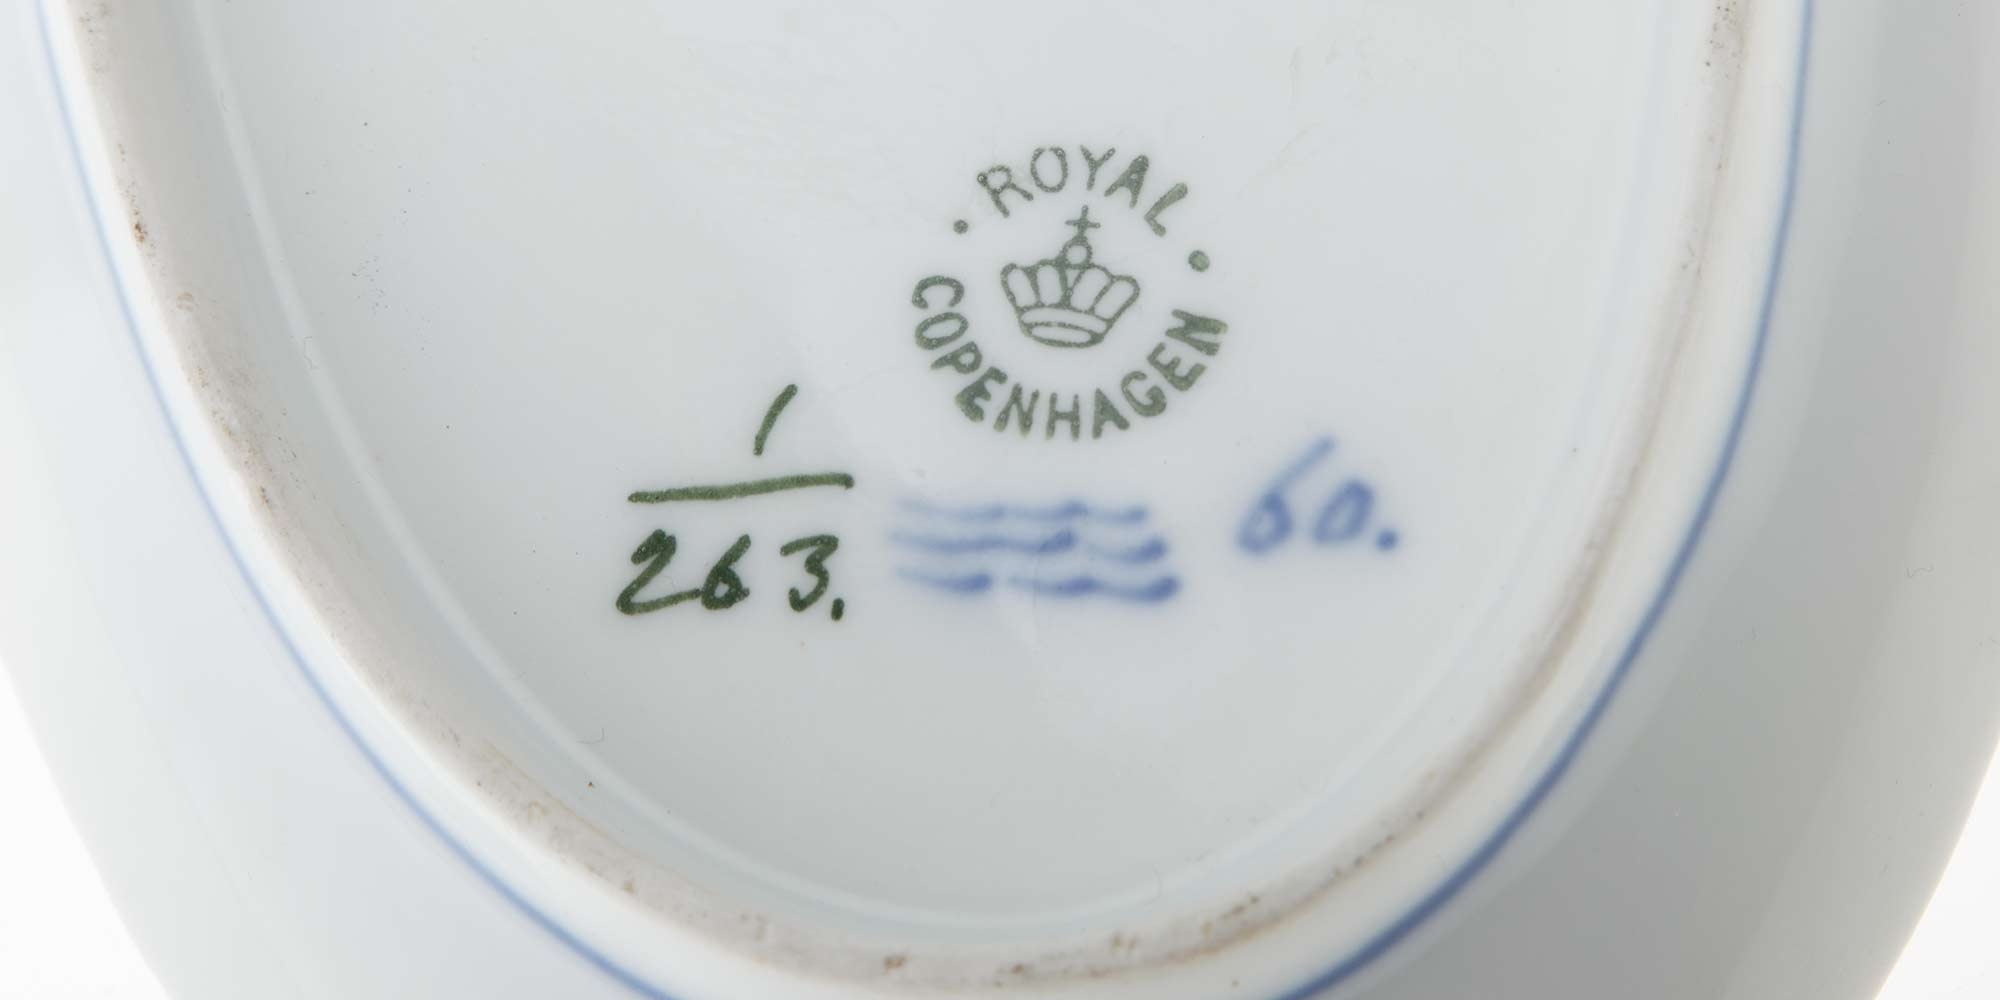 · ROYAL ·
COPENHAGEN
1
263.
60.